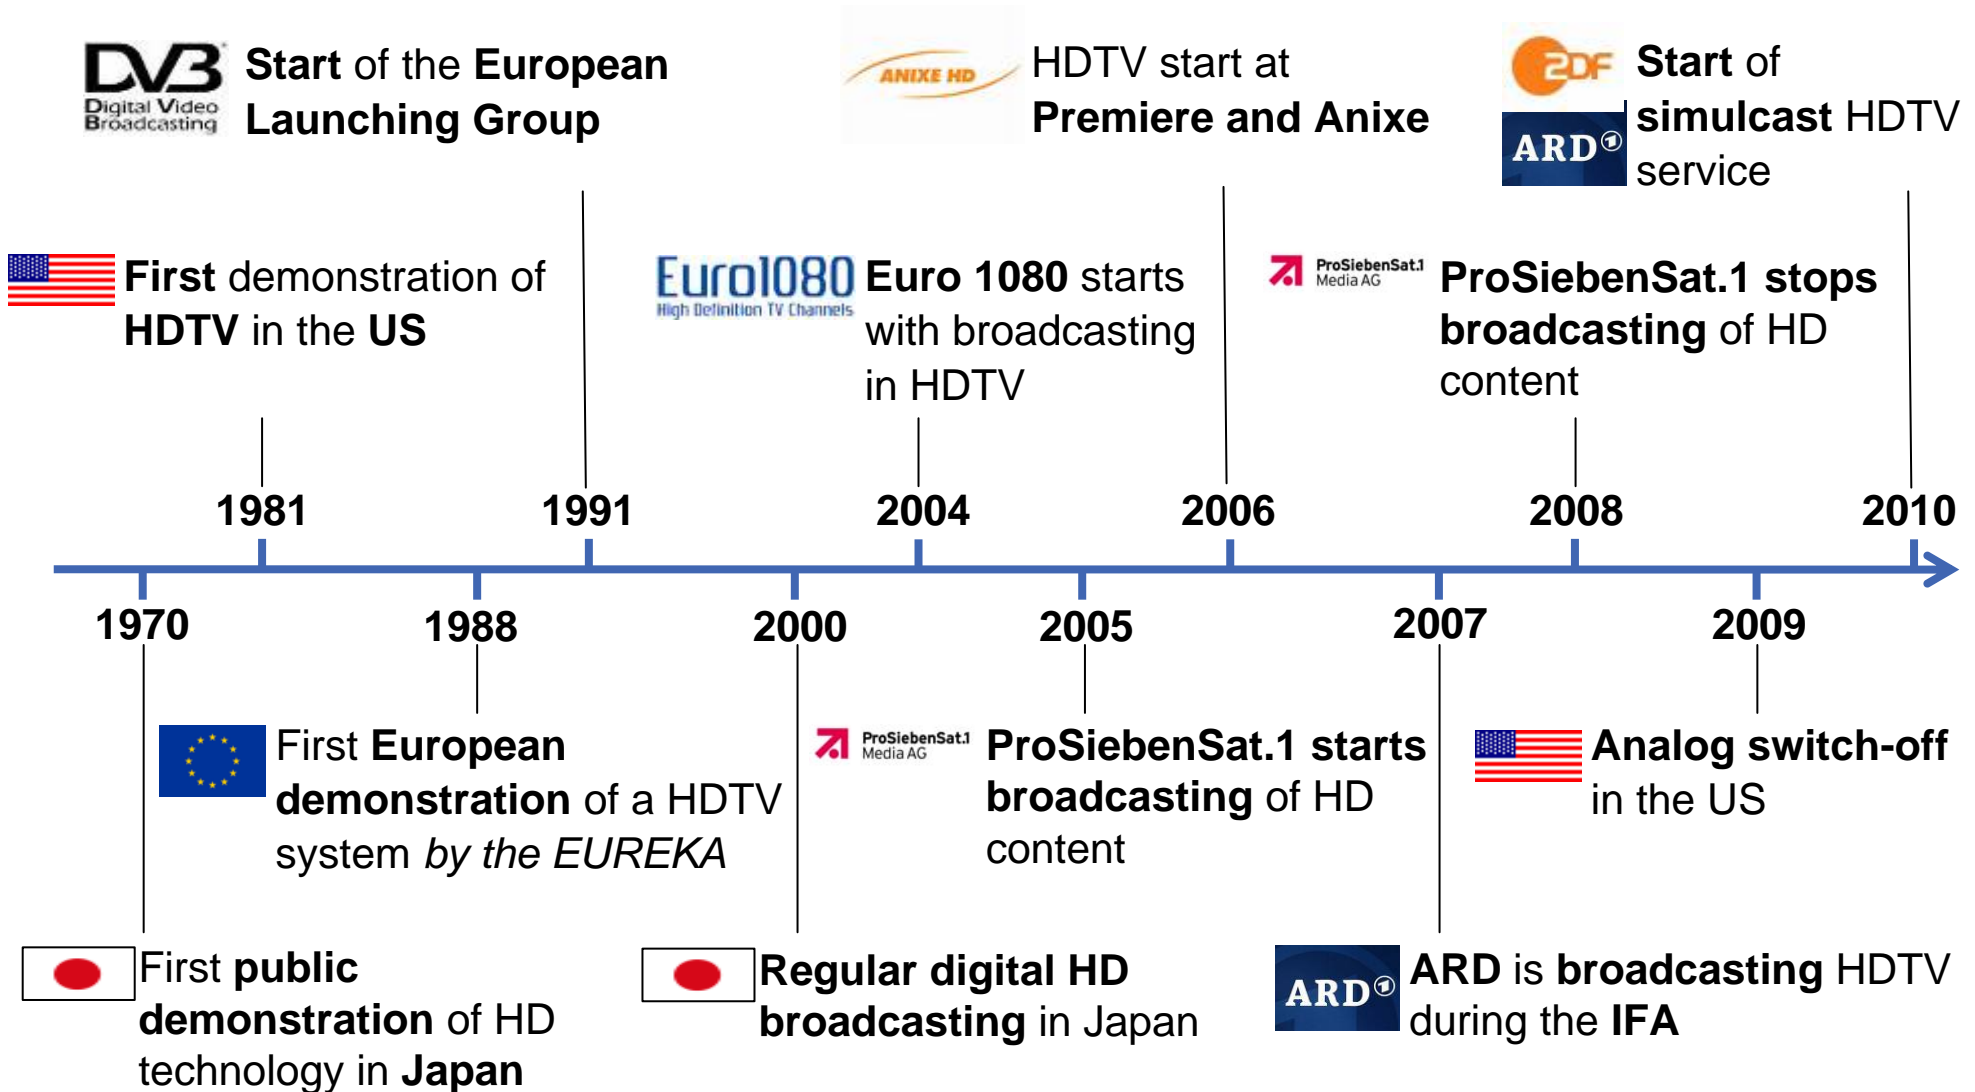 DVB
Digital Video
Broadcasting
Start of the European
Launching Group
ANIXE HD
HDTV start at
Premiere and Anixe
ZDF
ARD
Start of
simulcast HDTV
service
First demonstration of
HDTV in the US
Euro1080
High Definition TV Channels
Euro 1080 starts
with broadcasting
in HDTV
ProSiebenSat.1
Media AG
ProSiebenSat.1 stops
broadcasting of HD
content
1981
1991
2004
2006
2008
2010
1970
1988
2000
2005
2007
2009
First European
demonstration of a HDTV
system by the EUREKA
ProSiebenSat.1
Media AG
ProSiebenSat.1 starts
broadcasting of HD
content
Analog switch-off
in the US
First public
demonstration of HD
technology in Japan
Regular digital HD
broadcasting in Japan
ARD
ARD is broadcasting HDTV
during the IFA